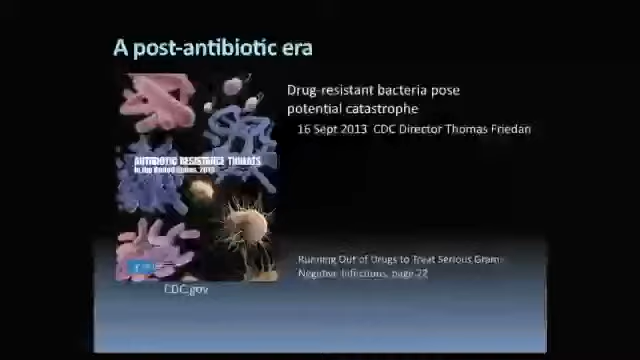 A post-antibiotic era
Drug-resistant bacteria pose
potential catastrophe
16 Sept 2013 CDC Director Thomas Friedan
ANTIBIOTIC RESISTANCE THREATS
in the United States, 2013
Running Out of Drugs to Treat Serious Gram-
Negative Infections, page 22
CDC.gov